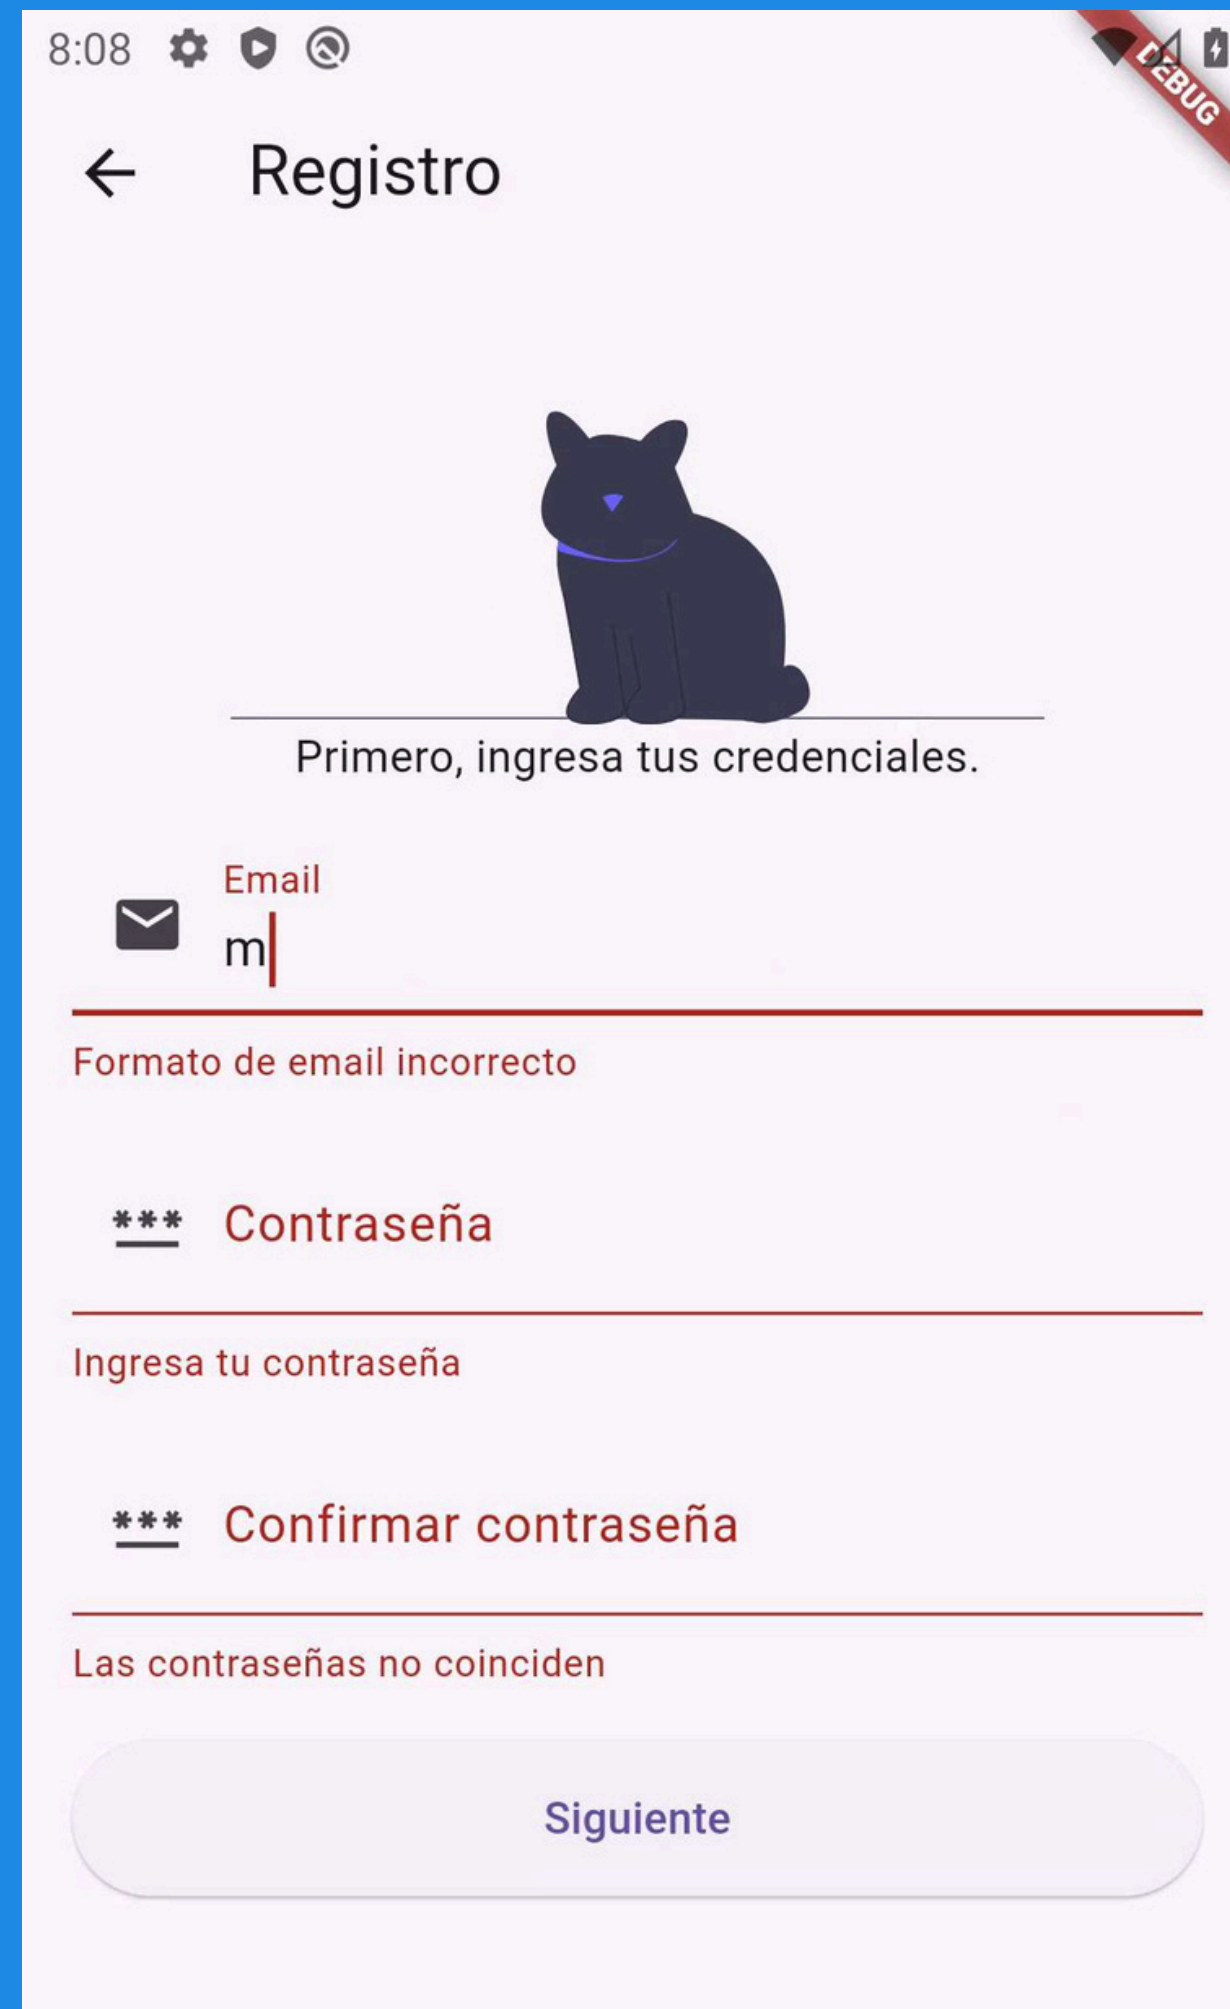 8:08
DEBUG
Registro
Primero, ingresa tus credenciales.
Email
m
Formato de email incorrecto
*** Contraseña
Ingresa tu contraseña
*** Confirmar contraseña
Las contraseñas no coinciden
Siguiente